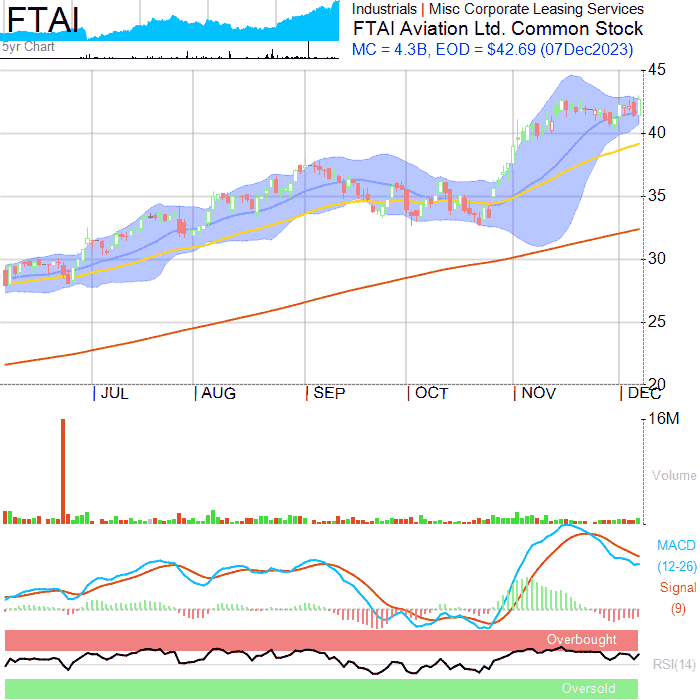 FTAI
5yr Chart
Industrials | Misc Corporate Leasing Services
FTAI Aviation Ltd. Common Stock
MC = 4.3B, EOD = $42.69 (07Dec2023)
45
40
35
30
25
20
JUL AUG SEP OCT NOV DEC
16M
Volume
MACD
(12-26)
Signal
(9)
Overbought
RSI(14)
Oversold